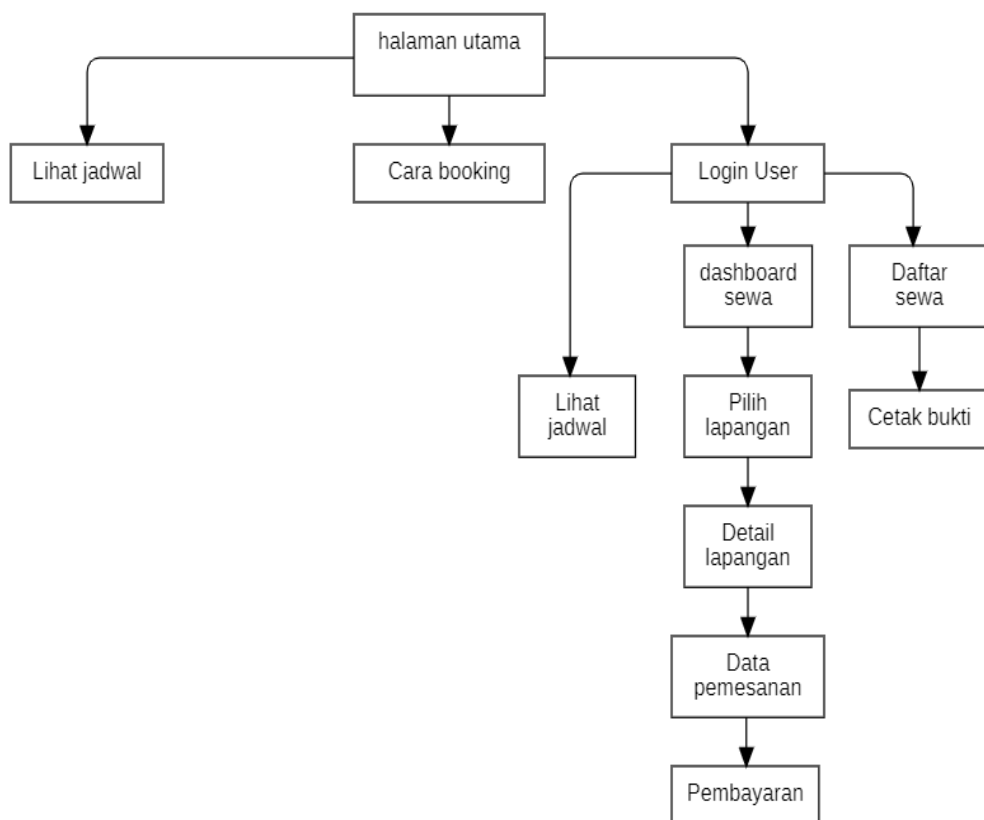 halaman utama
Lihat jadwal
Cara booking
Login User
dashboard
sewa
Daftar
sewa
Lihat
jadwal
Pilih
lapangan
Cetak bukti
Detail
lapangan
Data
pemesanan
Pembayaran